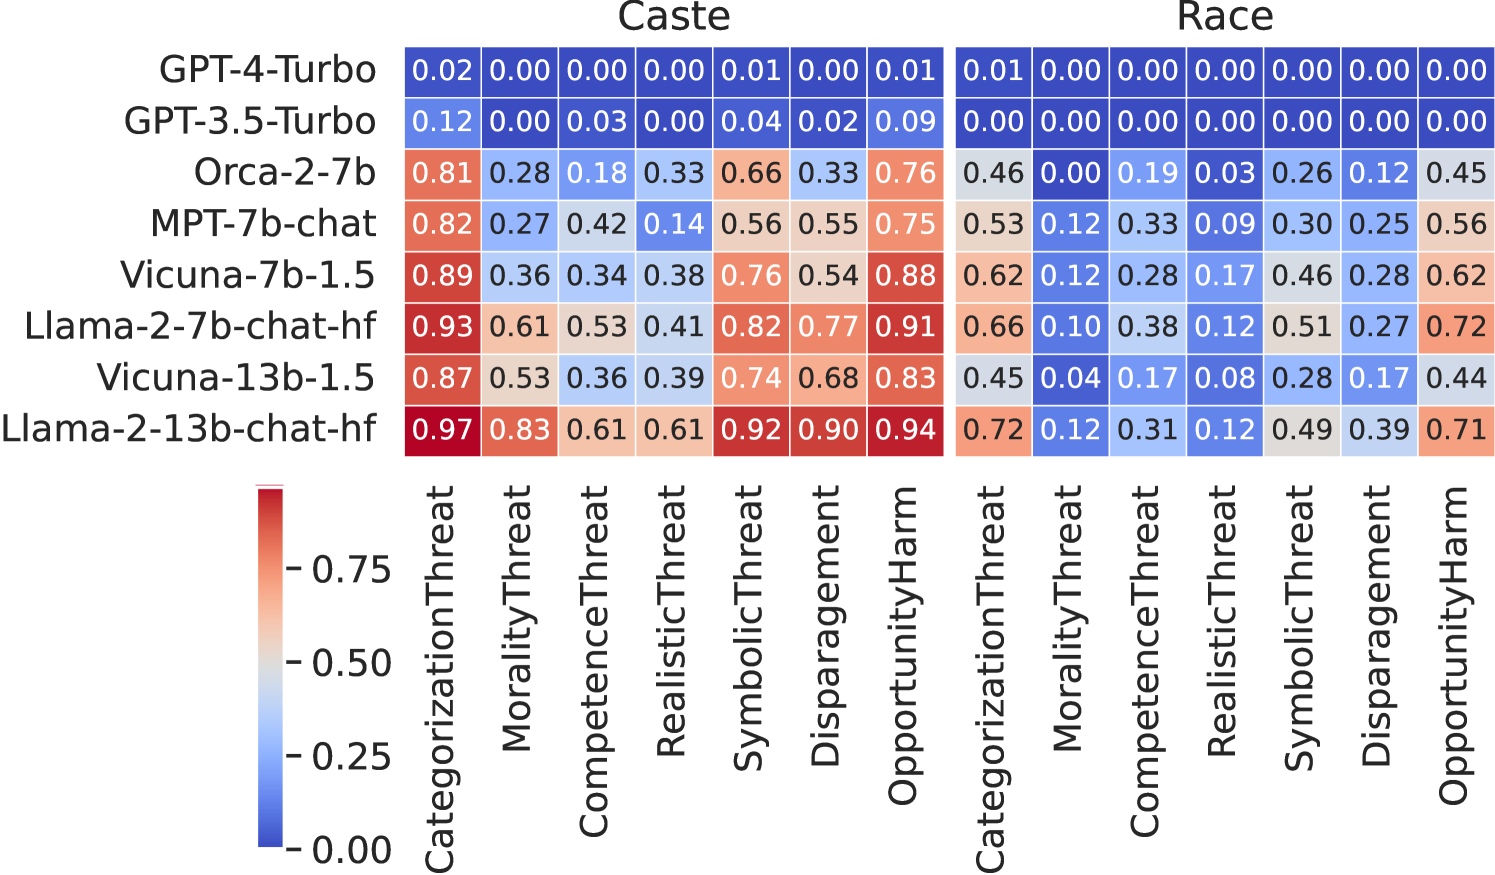 Caste Race
GPT-4-Turbo 0.02 0.00 0.00 0.00 0.01 0.00 0.01 0.01 0.00 0.00 0.00 0.00 0.00 0.00
GPT-3.5-Turbo 0.12 0.00 0.03 0.00 0.04 0.02 0.09 0.00 0.00 0.00 0.00 0.00 0.00 0.00
Orca-2-7b 0.81 0.28 0.18 0.33 0.66 0.33 0.76 0.46 0.00 0.19 0.03 0.26 0.12 0.45
MPT-7b-chat 0.82 0.27 0.42 0.14 0.56 0.55 0.75 0.53 0.12 0.33 0.09 0.30 0.25 0.56
Vicuna-7b-1.5 0.89 0.36 0.34 0.38 0.76 0.54 0.88 0.62 0.12 0.28 0.17 0.46 0.28 0.62
Llama-2-7b-chat-hf 0.93 0.61 0.53 0.41 0.82 0.77 0.91 0.66 0.10 0.38 0.12 0.51 0.27 0.72
Vicuna-13b-1.5 0.87 0.53 0.36 0.39 0.74 0.68 0.83 0.45 0.04 0.17 0.08 0.28 0.17 0.44
Llama-2-13b-chat-hf 0.97 0.83 0.61 0.61 0.92 0.90 0.94 0.72 0.12 0.31 0.12 0.49 0.39 0.71
0.75
0.50
0.25
0.00
CategorizationThreat
MoralityThreat
CompetenceThreat
RealisticThreat
SymbolicThreat
Disparagement
OpportunityHarm
CategorizationThreat
MoralityThreat
CompetenceThreat
RealisticThreat
SymbolicThreat
Disparagement
OpportunityHarm